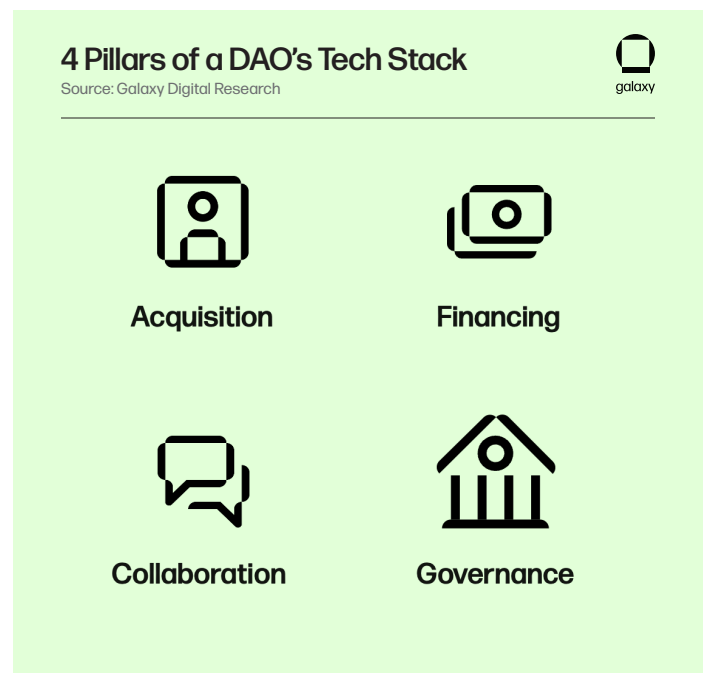 4 Pillars of a DAO’s Tech Stack
Source: Galaxy Digital Research
galaxy
Acquisition
Financing
Collaboration
Governance